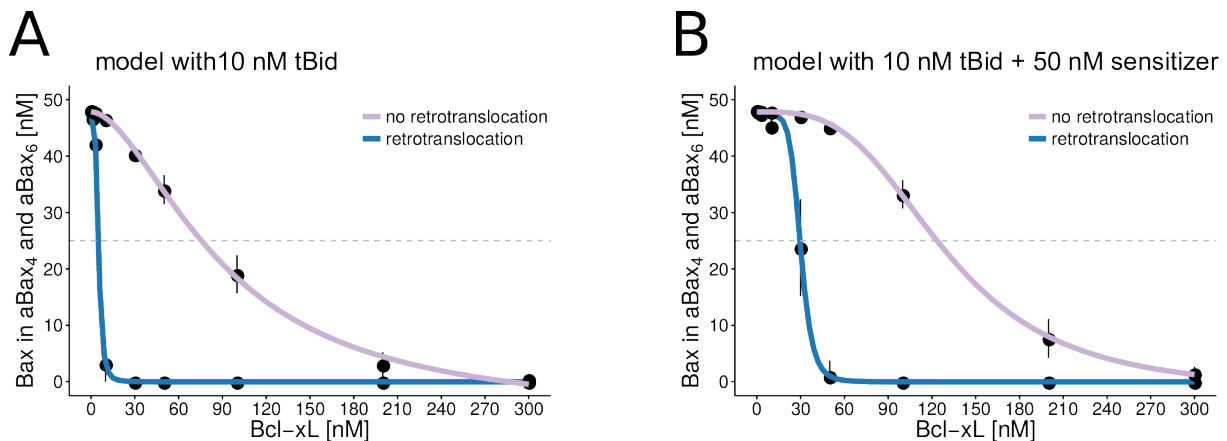 A
model with10 nM tBid
Bax in aBax4 and aBax6 [nM]
50
40
30
20
10
0
no retrotranslocation
retrotranslocation
0 30 60 90 120 150 180 210 240 270 300
Bcl−xL [nM]
B
model with 10 nM tBid + 50 nM sensitizer
Bax in aBax4 and aBax6 [nM]
50
40
30
20
10
0
no retrotranslocation
retrotranslocation
0 30 60 90 120 150 180 210 240 270 300
Bcl−xL [nM]